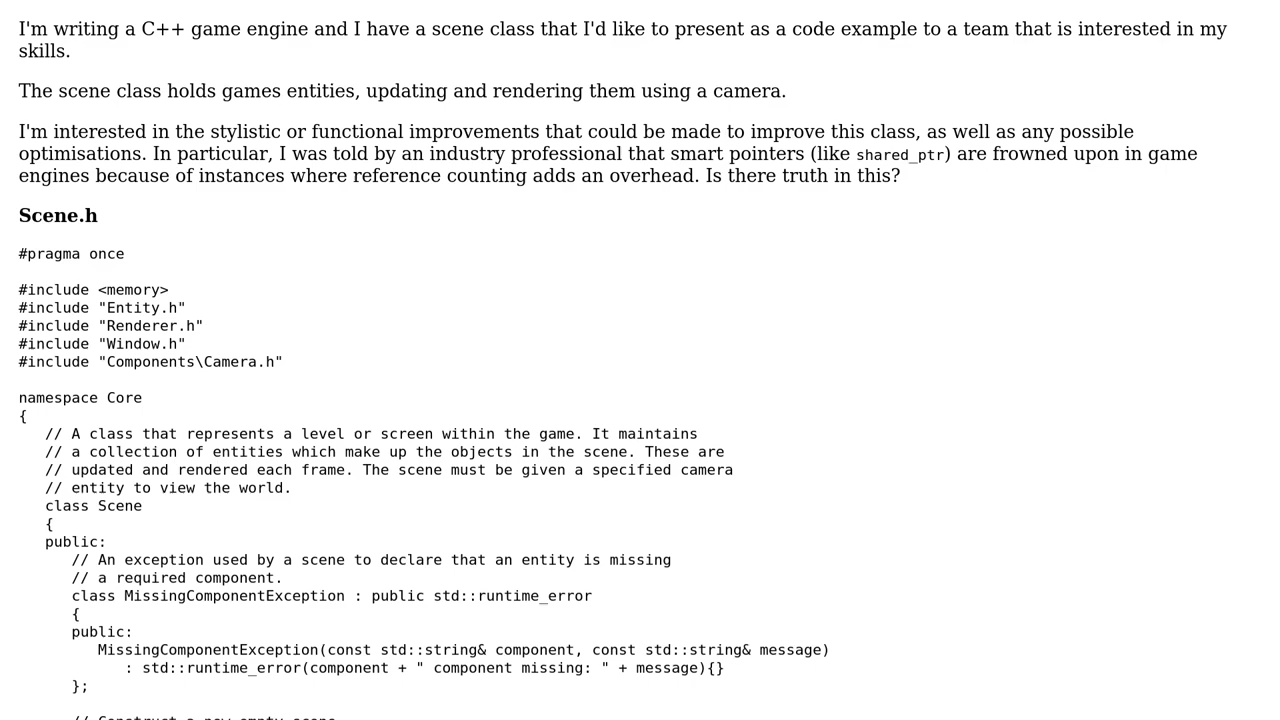 I'm writing a C++ game engine and I have a scene class that I'd like to present as a code example to a team that is interested in my
skills.
The scene class holds games entities, updating and rendering them using a camera.
I'm interested in the stylistic or functional improvements that could be made to improve this class, as well as any possible
optimisations. In particular, I was told by an industry professional that smart pointers (like shared_ptr) are frowned upon in game
engines because of instances where reference counting adds an overhead. Is there truth in this?
Scene.h
#pragma once
#include <memory>
#include "Entity.h"
#include "Renderer.h"
#include "Window.h"
#include "Components\Camera.h"
namespace Core
{
// A class that represents a level or screen within the game. It maintains
// a collection of entities which make up the objects in the scene. These are
// updated and rendered each frame. The scene must be given a specified camera
// entity to view the world.
class Scene
{
public:
// An exception used by a scene to declare that an entity is missing
// a required component.
class MissingComponentException : public std::runtime_error
{
public:
MissingComponentException(const std::string& component, const std::string& message)
: std::runtime_error(component + " component missing: " + message){}
};
// Construct a new empty scene